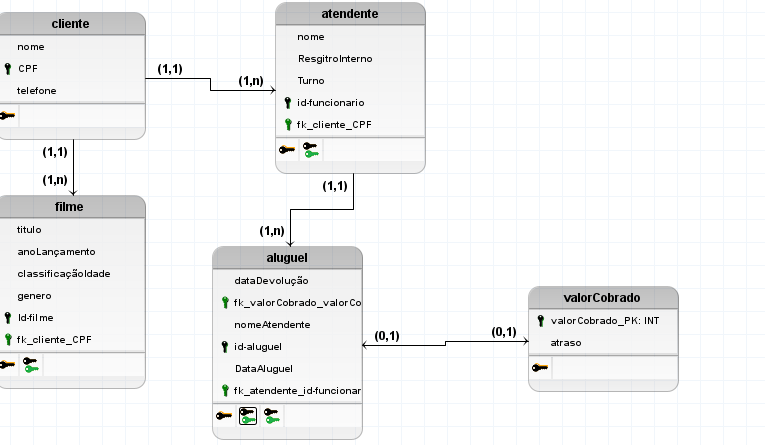 cliente
nome
CPF
telefone
(1,1)
(1,n)
atendente
nome
ResgitroInterno
Turno
id-funcionario
fk_cliente_CPF
(1,1)
(1,n)
filme
titulo
anoLançamento
classificaçãoIdade
genero
Id-filme
fk_cliente_CPF
(1,1)
(1,n)
aluguel
dataDevolução
fk_valorCobrado_valorCo
nomeAtendente
id-aluguel
DataAluguel
fk_atendente_id-funcionar
(0,1)
(0,1)
valorCobrado
valorCobrado_PK: INT
atraso